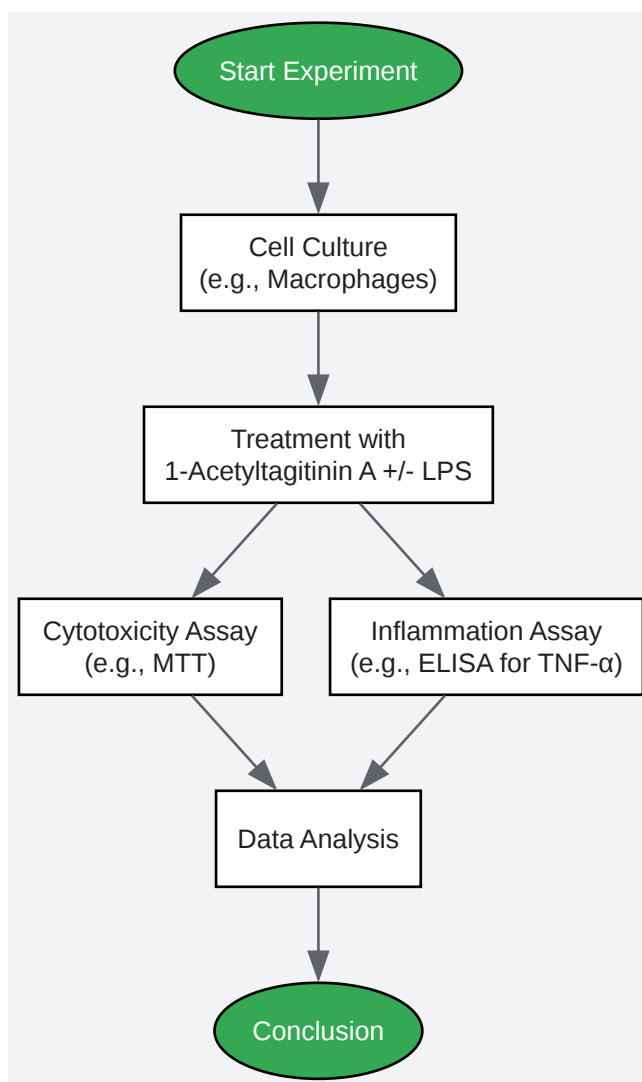 Start Experiment
Cell Culture
(e.g., Macrophages)
Treatment with
1-Acetyltagitinin A +/- LPS
Cytotoxicity Assay
(e.g., MTT)
Inflammation Assay
(e.g., ELISA for TNF-α)
Data Analysis
Conclusion